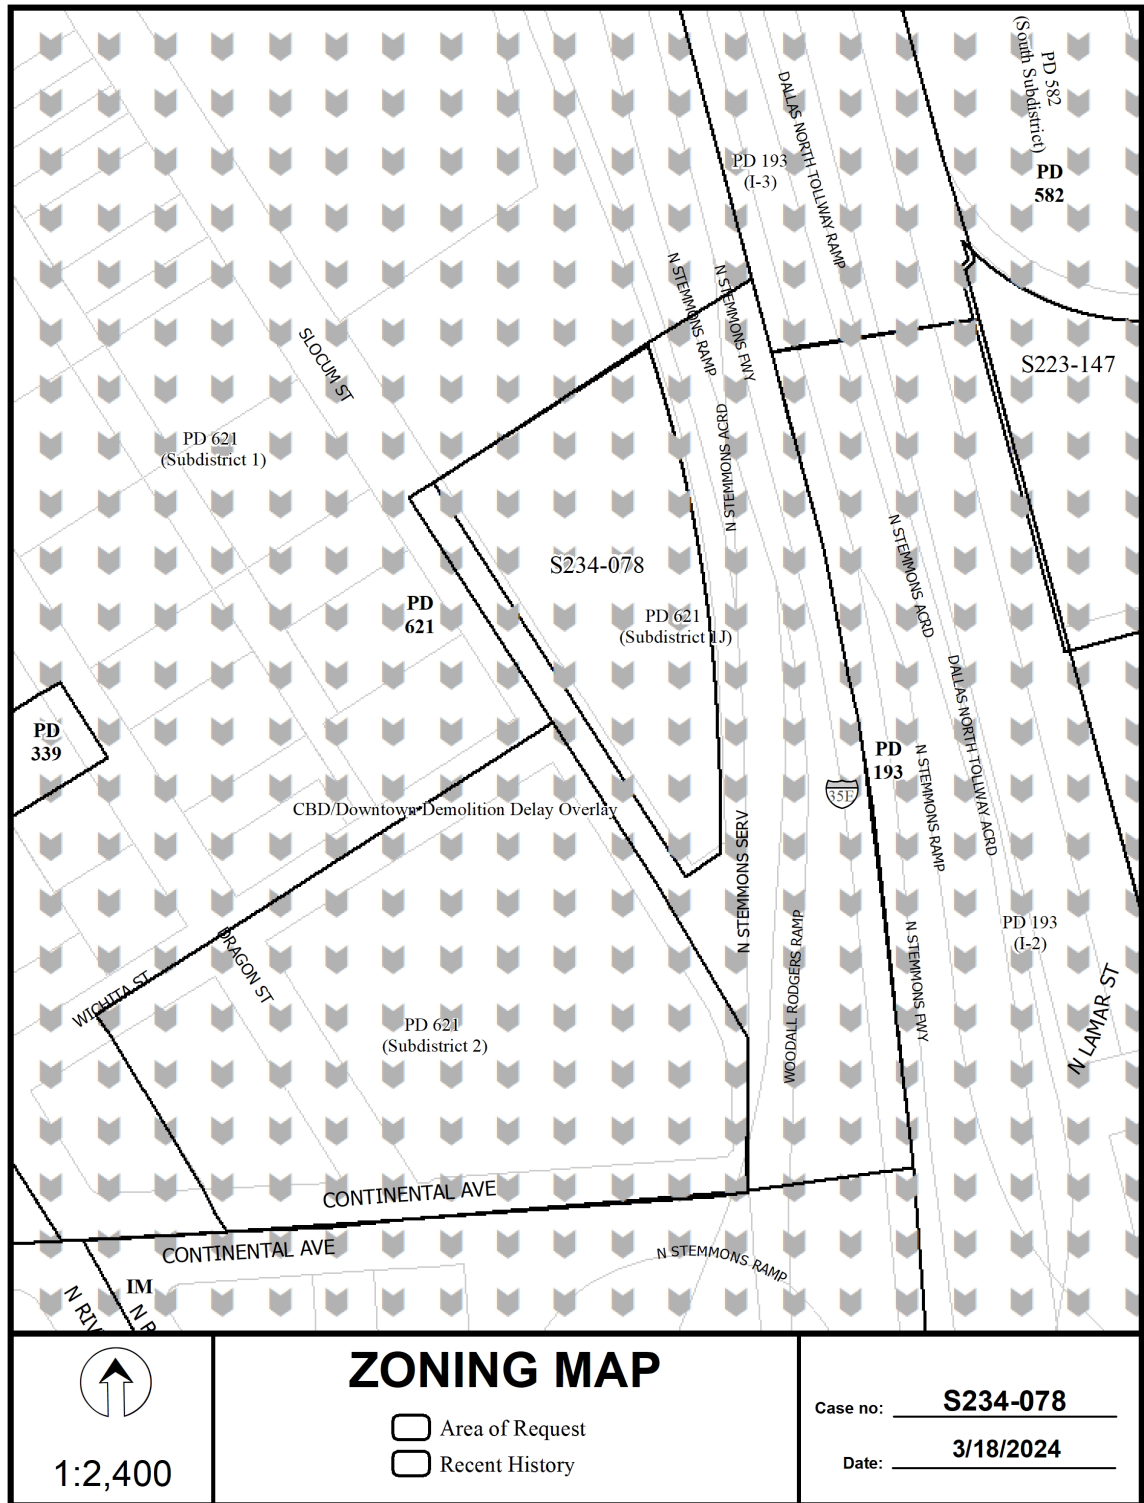 PD 582
(South Subdistrict)
PD
582
DALLAS NORTH TOLLWAY RAMP
PD 193
(I-3)
N STEMMONS RAMP
N STEMMONS FWY
SLOCUM ST
S223-147
PD 621
(Subdistrict 1)
N STEMMONS ACRD
N STEMMONS ACRD
S234-078
PD
621
PD 621
(Subdistrict 1J)
DALLAS NORTH TOLLWAY ACRD
PD
339
PD
193
N STEMMONS RAMP
35E
CBD/Downtown Demolition Delay Overlay
N STEMMONS SERV
WOODALL RODGERS RAMP
N STEMMONS FWY
PD 193
(I-2)
DRAGON ST
WICHITA ST
N LAMAR ST
PD 621
(Subdistrict 2)
CONTINENTAL AVE
CONTINENTAL AVE
N STEMMONS RAMP
IM
N RIV
N R
ZONING MAP
Area of Request
Recent History
1:2,400
Case no: S234-078
Date: 3/18/2024